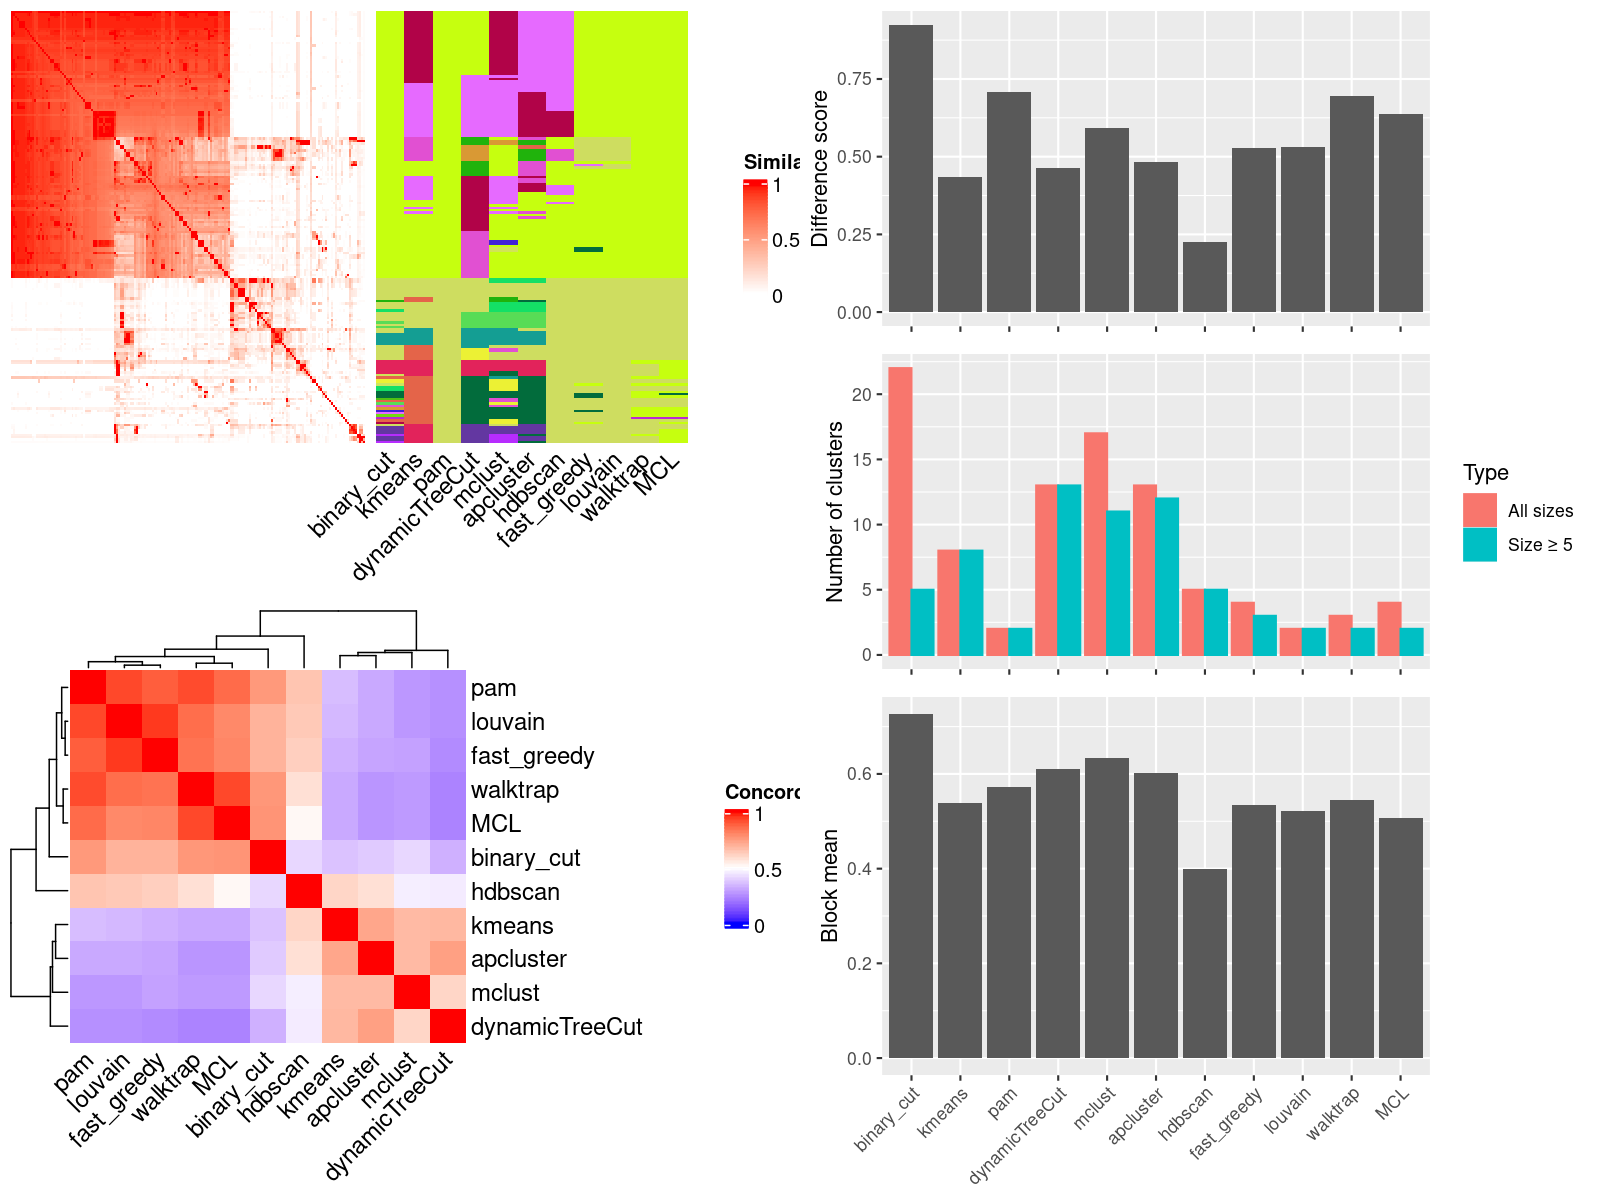 Simila
1
0.5
0
binary_cut
kmeans
pam
dynamicTreeCut
mclust
apcluster
hdbscan
fast_greedy
louvain
walktrap
MCL
Difference score
0.75
0.50
0.25
0.00
Number of clusters
20
15
10
5
0
Type
All sizes
Size ≥ 5
pam
louvain
fast_greedy
walktrap
MCL
binary_cut
hdbscan
kmeans
apcluster
mclust
dynamicTreeCut
pam
louvain
fast_greedy
walktrap
MCL
binary_cut
hdbscan
kmeans
apcluster
mclust
dynamicTreeCut
Concorc
1
0.5
0
Block mean
0.6
0.4
0.2
0.0
binary_cut
kmeans
pam
dynamicTreeCut
mclust
apcluster
hdbscan
fast_greedy
louvain
walktrap
MCL